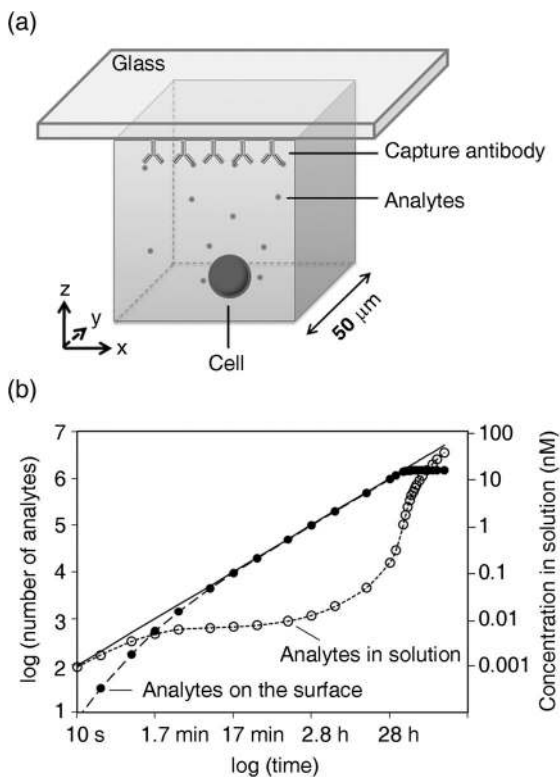 (a)
Glass
Capture antibody
Analytes
z
y
x
Cell
50 μm
(b)
7
6
5
4
3
2
1
log (number of analytes)
100
10
1
0.1
0.01
0.001
Concentration in solution (nM)
Analytes in solution
Analytes on the surface
10 s
1.7 min
17 min
2.8 h
28 h
log (time)